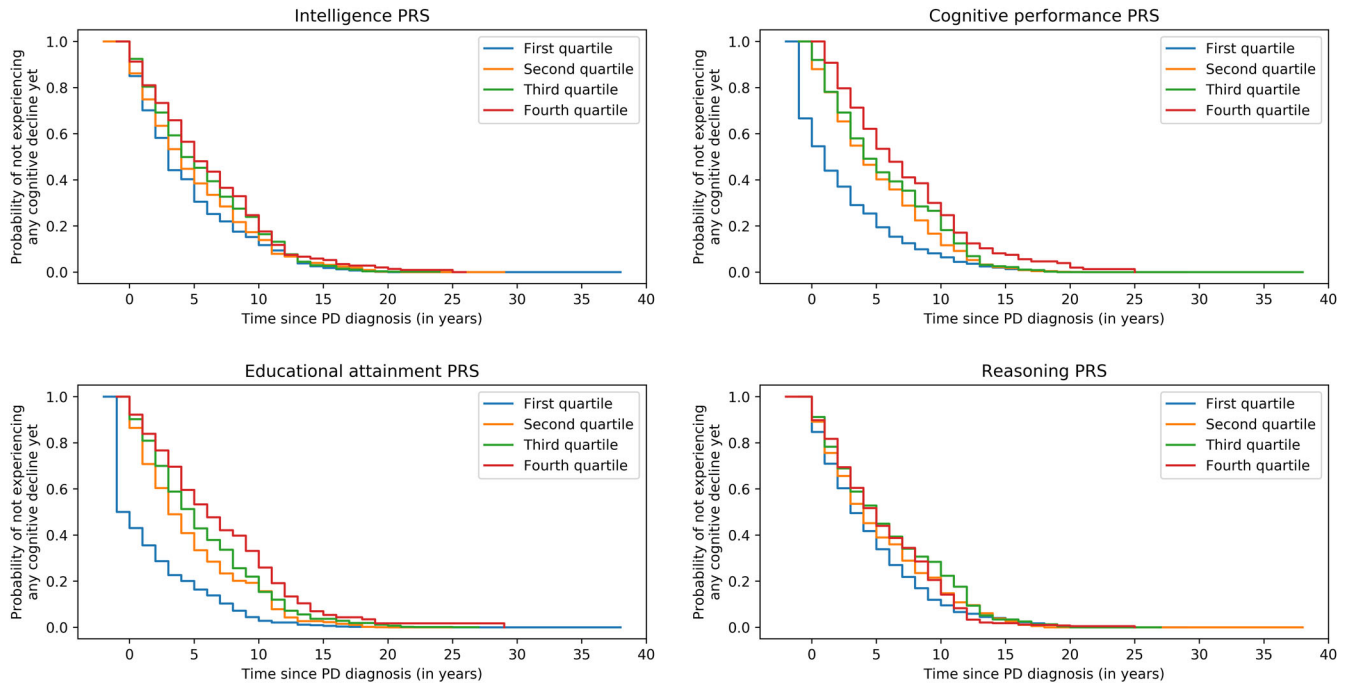 Intelligence PRS
Probability of not experiencing
any cognitive decline yet
1.0
0.8
0.6
0.4
0.2
0.0
First quartile
Second quartile
Third quartile
Fourth quartile
0 5 10 15 20 25 30 35 40
Time since PD diagnosis (in years)
Cognitive performance PRS
Probability of not experiencing
any cognitive decline yet
1.0
0.8
0.6
0.4
0.2
0.0
First quartile
Second quartile
Third quartile
Fourth quartile
0 5 10 15 20 25 30 35 40
Time since PD diagnosis (in years)
Educational attainment PRS
Probability of not experiencing
any cognitive decline yet
1.0
0.8
0.6
0.4
0.2
0.0
First quartile
Second quartile
Third quartile
Fourth quartile
0 5 10 15 20 25 30 35 40
Time since PD diagnosis (in years)
Reasoning PRS
Probability of not experiencing
any cognitive decline yet
1.0
0.8
0.6
0.4
0.2
0.0
First quartile
Second quartile
Third quartile
Fourth quartile
0 5 10 15 20 25 30 35 40
Time since PD diagnosis (in years)